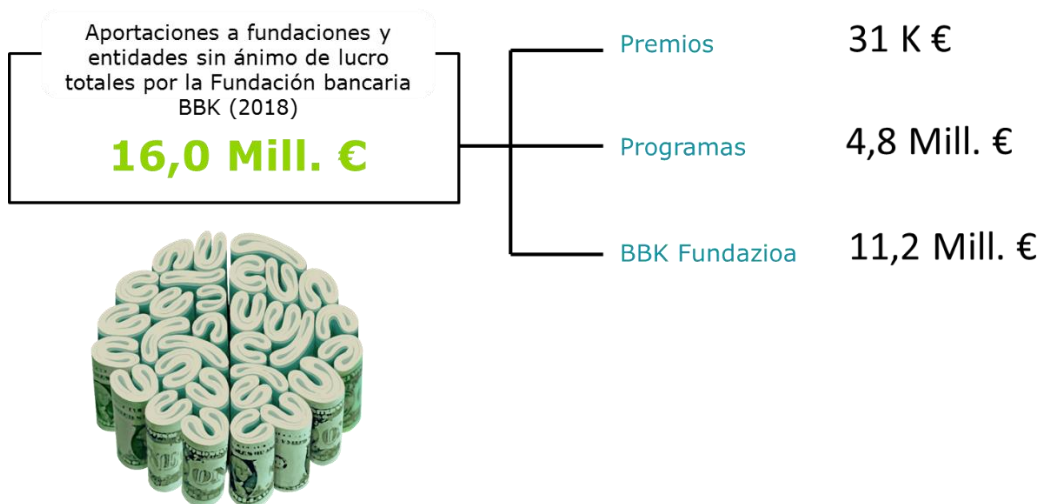 Aportaciones a fundaciones y
entidades sin ánimo de lucro
totales por la Fundación bancaria
BBK (2018)
16,0 Mill. €
Premios 31 K €
Programas 4,8 Mill. €
BBK Fundazioa 11,2 Mill. €